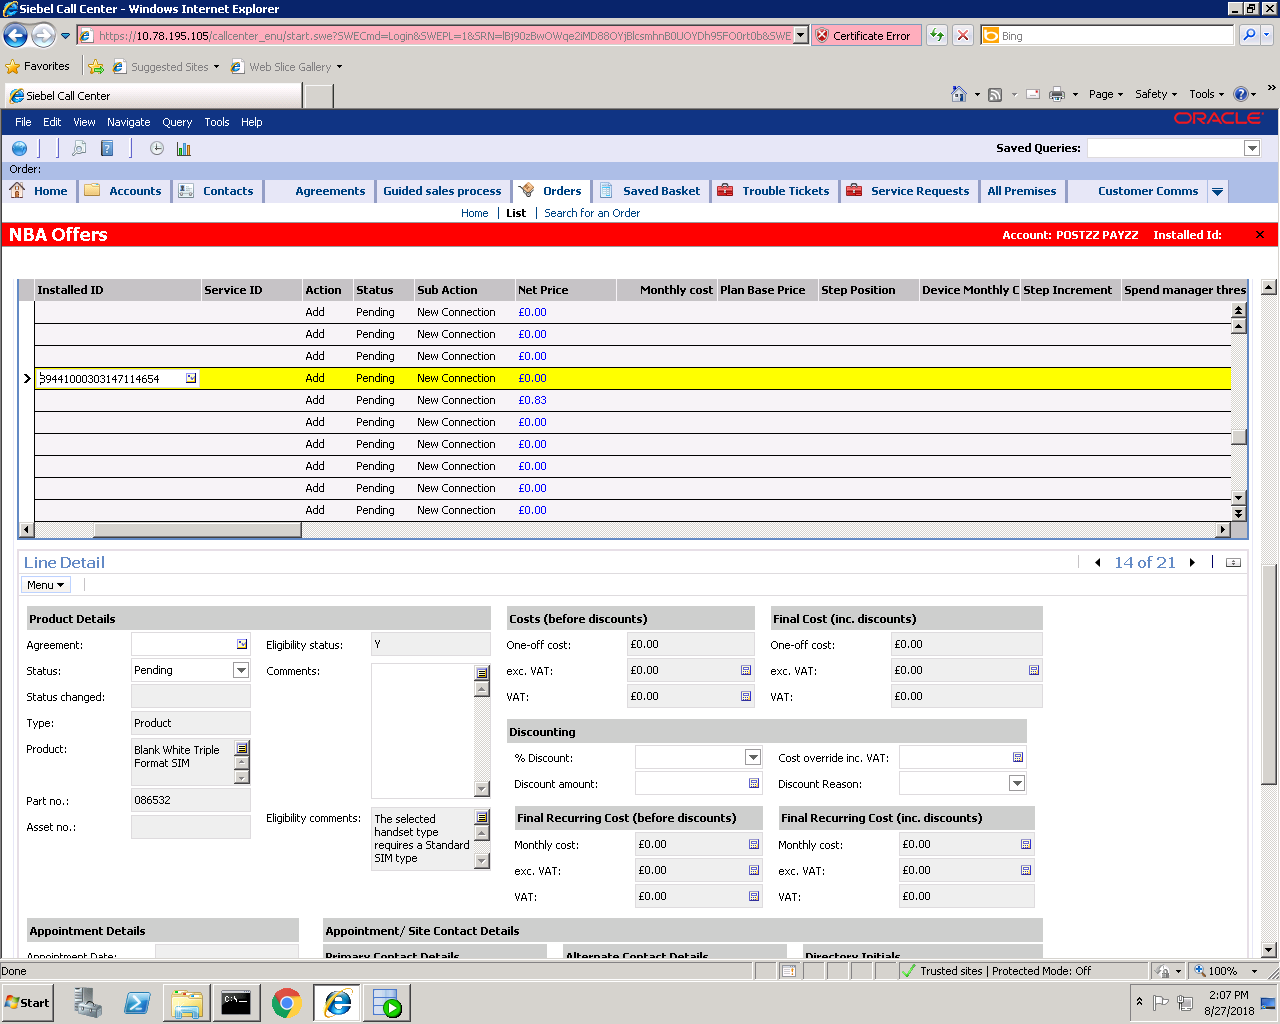 Siebel Call Center - Windows Internet Explorer
https://10.78.195.105/callcenter_enu/start.swe?SWECmd=Login&SWEPL=1&SRN=
Certificate Error
Bing
Favorites
Suggested Sites
Web Slice Gallery
Siebel Call Center
Page
Safety
Tools
File Edit View Navigate Query Tools Help
ORACLE
Saved Queries:
Order:
Home Accounts Contacts Agreements Guided sales process Orders Saved Basket Trouble Tickets Service Requests All Premises Customer Comms
Home | List | Search for an Order
NBA Offers
Account: POSTZZ PAYZZ Installed Id:
Installed ID Service ID Action Status Sub Action Net Price Monthly cost Plan Base Price Step Position Device Monthly C Step Increment Spend manager thres
Add Pending New Connection £0.00
Add Pending New Connection £0.00
Add Pending New Connection £0.00
39441000303147114654 Add Pending New Connection £0.00
Add Pending New Connection £0.83
Add Pending New Connection £0.00
Add Pending New Connection £0.00
Add Pending New Connection £0.00
Add Pending New Connection £0.00
Add Pending New Connection £0.00
Line Detail
14 of 21
Menu
Product Details
Agreement:
Status: Pending
Status changed:
Type: Product
Product: Blank White Triple
Format SIM
Part no.: 086532
Asset no.:
Eligibility status: Y
Comments:
Eligibility comments: The selected
handset type
requires a Standard
SIM type
Costs (before discounts)
One-off cost: £0.00
exc. VAT: £0.00
VAT: £0.00
Final Cost (inc. discounts)
One-off cost: £0.00
exc. VAT: £0.00
VAT: £0.00
Discounting
% Discount:
Cost override inc. VAT:
Discount amount:
Discount Reason:
Final Recurring Cost (before discounts)
Monthly cost: £0.00
exc. VAT: £0.00
VAT: £0.00
Final Recurring Cost (inc. discounts)
Monthly cost: £0.00
exc. VAT: £0.00
VAT: £0.00
Appointment Details
Appointment Date:
Appointment/ Site Contact Details
Primary Contact Details
Alternate Contact Details
Directory Initials
Done
Trusted sites | Protected Mode: Off
100%
Start
2:07 PM
8/27/2018